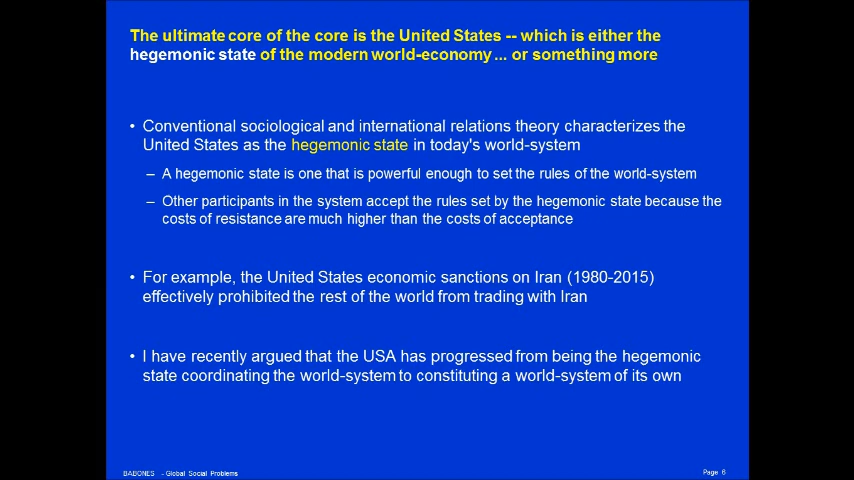 The ultimate core of the core is the United States -- which is either the
hegemonic state of the modern world-economy ... or something more
• Conventional sociological and international relations theory characterizes the
United States as the hegemonic state in today's world-system
– A hegemonic state is one that is powerful enough to set the rules of the world-system
– Other participants in the system accept the rules set by the hegemonic state because the
costs of resistance are much higher than the costs of acceptance
• For example, the United States economic sanctions on Iran (1980-2015)
effectively prohibited the rest of the world from trading with Iran
• I have recently argued that the USA has progressed from being the hegemonic
state coordinating the world-system to constituting a world-system of its own
BABONES - Global Social Problems
Page 6